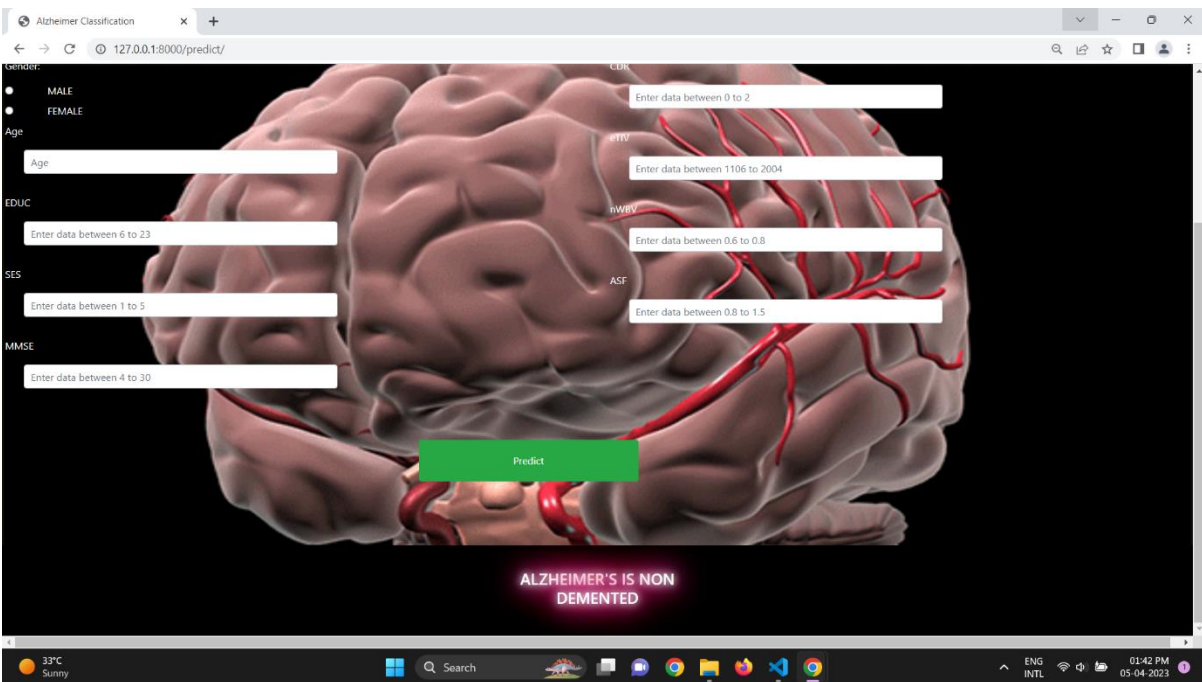 Alzheimer Classification
127.0.0.1:8000/predict/
Gender:
MALE
FEMALE
Age
Age
EDUC
Enter data between 6 to 23
SES
Enter data between 1 to 5
MMSE
Enter data between 4 to 30
CDR
Enter data between 0 to 2
eTIV
Enter data between 1106 to 2004
nWBV
Enter data between 0.6 to 0.8
ASF
Enter data between 0.8 to 1.5
Predict
ALZHEIMER'S IS NON
DEMENTED
33°C
Sunny
Search
ENG
INTL
01:42 PM
05-04-2023
1